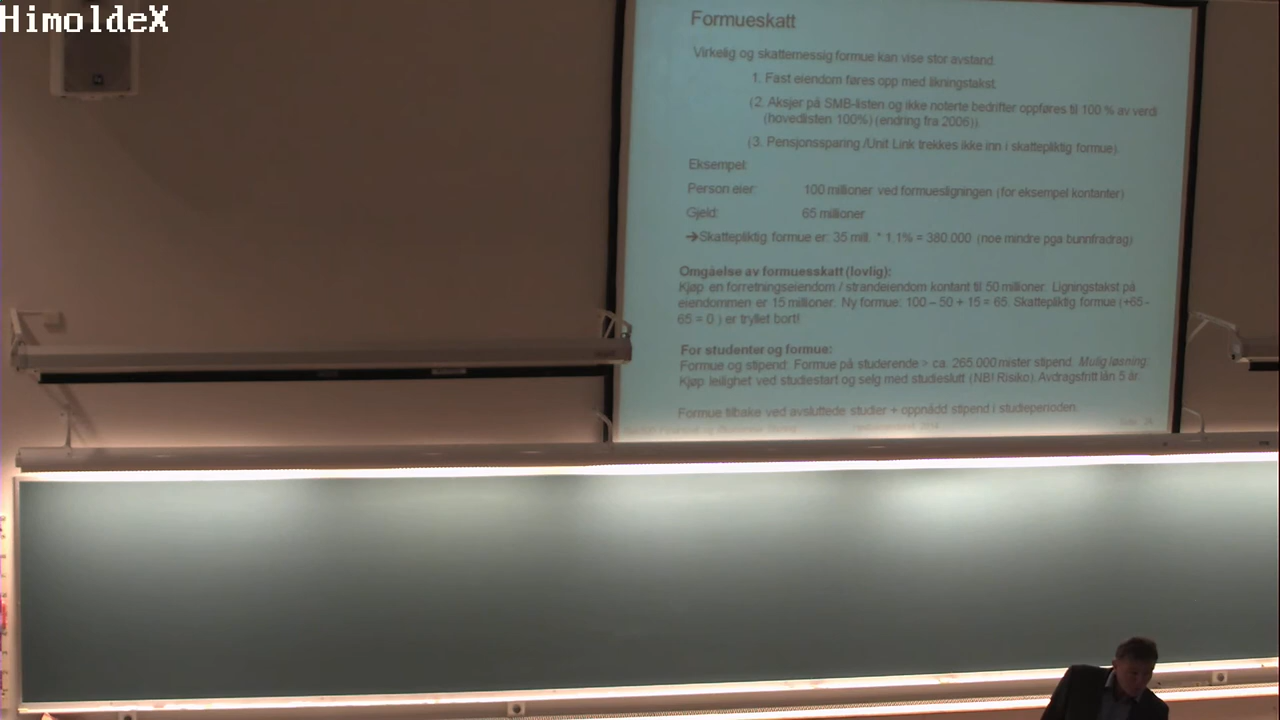 HimoldeX
Formueskatt
Virkelig og skattemessig formue kan vise stor avstand.
1. Fast eiendom føres opp med likningstakst.
(2. Aksjer på SMB-listen og ikke noterte bedrifter oppføres til 100 % av verdi
(hovedlisten 100%) (endring fra 2006)).
(3. Pensjonssparing /Unit Link trekkes ikke inn i skattepliktig formue).
Eksempel:
Person eier: 100 millioner ved formuesligningen (for eksempel kontanter)
Gjeld: 65 millioner
➔Skattepliktig formue er: 35 mill. * 1.1% = 380.000 (noe mindre pga bunnfradrag)
Omgåelse av formuesskatt (lovlig):
Kjøp en forretningseiendom / strandeiendom kontant til 50 millioner. Ligningstakst på
eiendommen er 15 millioner. Ny formue: 100 – 50 + 15 = 65. Skattepliktig formue (+65 -
65 = 0 ) er tryllet bort!
For studenter og formue:
Formue og stipend: Formue på studerende > ca. 265.000 mister stipend. Mulig løsning:
Kjøp leilighet ved studiestart og selg med studieslutt (NB! Risiko). Avdragsfritt lån 5 år.
Formue tilbake ved avsluttede studier + oppnådd stipend i studieperioden.